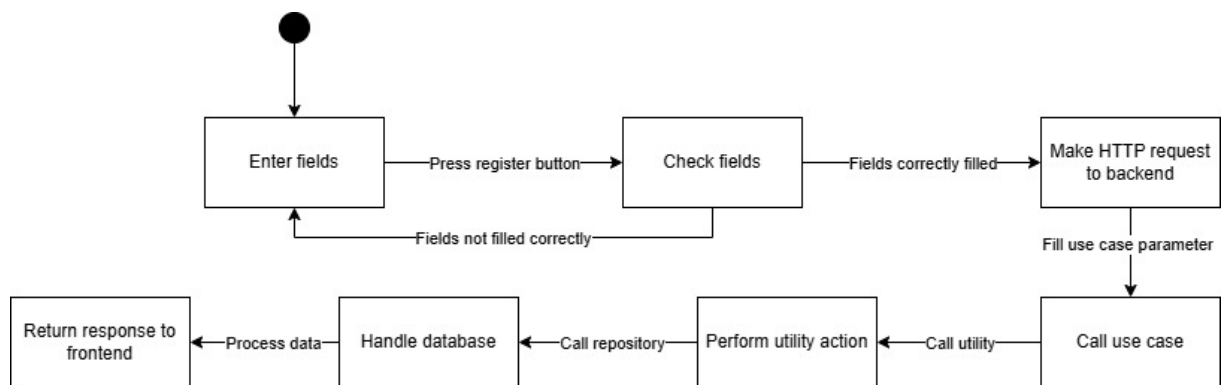 Enter fields
Press register button
Check fields
Fields correctly filled
Make HTTP request
to backend
Fields not filled correctly
Fill use case parameter
Return response to
frontend
Process data
Handle database
Call repository
Perform utility action
Call utility
Call use case